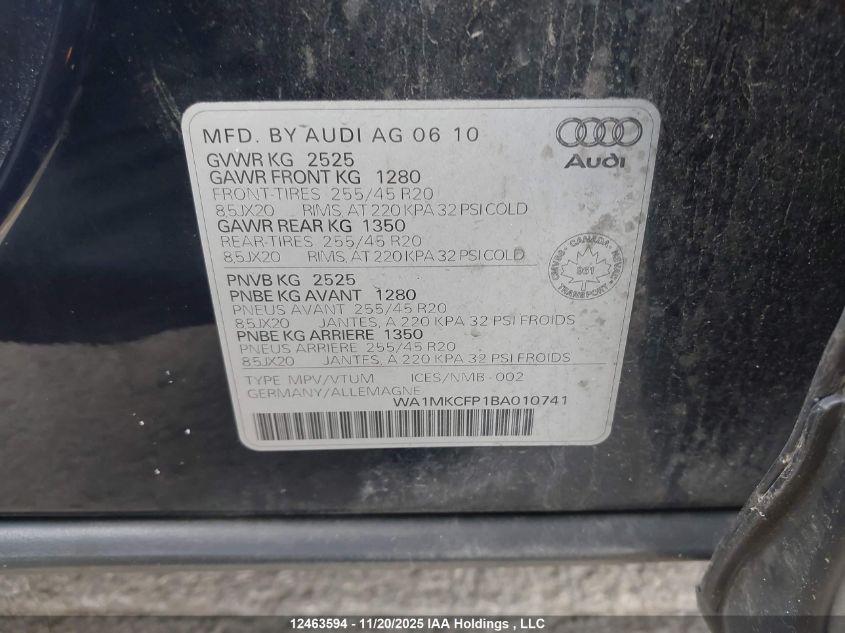 MFD. BY AUDI AG 06 10
Audi
GVWR KG 2525
GAWR FRONT KG 1280
FRONT-TIRES 255/45 R20
8.5JX20 RIMS, AT 220 KPA 32 PSI COLD
GAWR REAR KG 1350
REAR-TIRES 255/45 R20
8.5JX20 RIMS, AT 220 KPA 32 PSI COLD
CANADA
961
TRANSPORT
PNVB KG 2525
PNBE KG AVANT 1280
PNEUS AVANT 255/45 R20
8.5JX20 JANTES, A 220 KPA 32 PSI FROIDS
PNBE KG ARRIERE 1350
PNEUS ARRIERE 255/45 R20
8.5JX20 JANTES, A 220 KPA 32 PSI FROIDS
TYPE MPV/VTUM ICES/NMB-002
GERMANY/ALLEMAGNE
WA1MKCFP1BA010741
12463594 - 11/20/2025 IAA Holdings , LLC